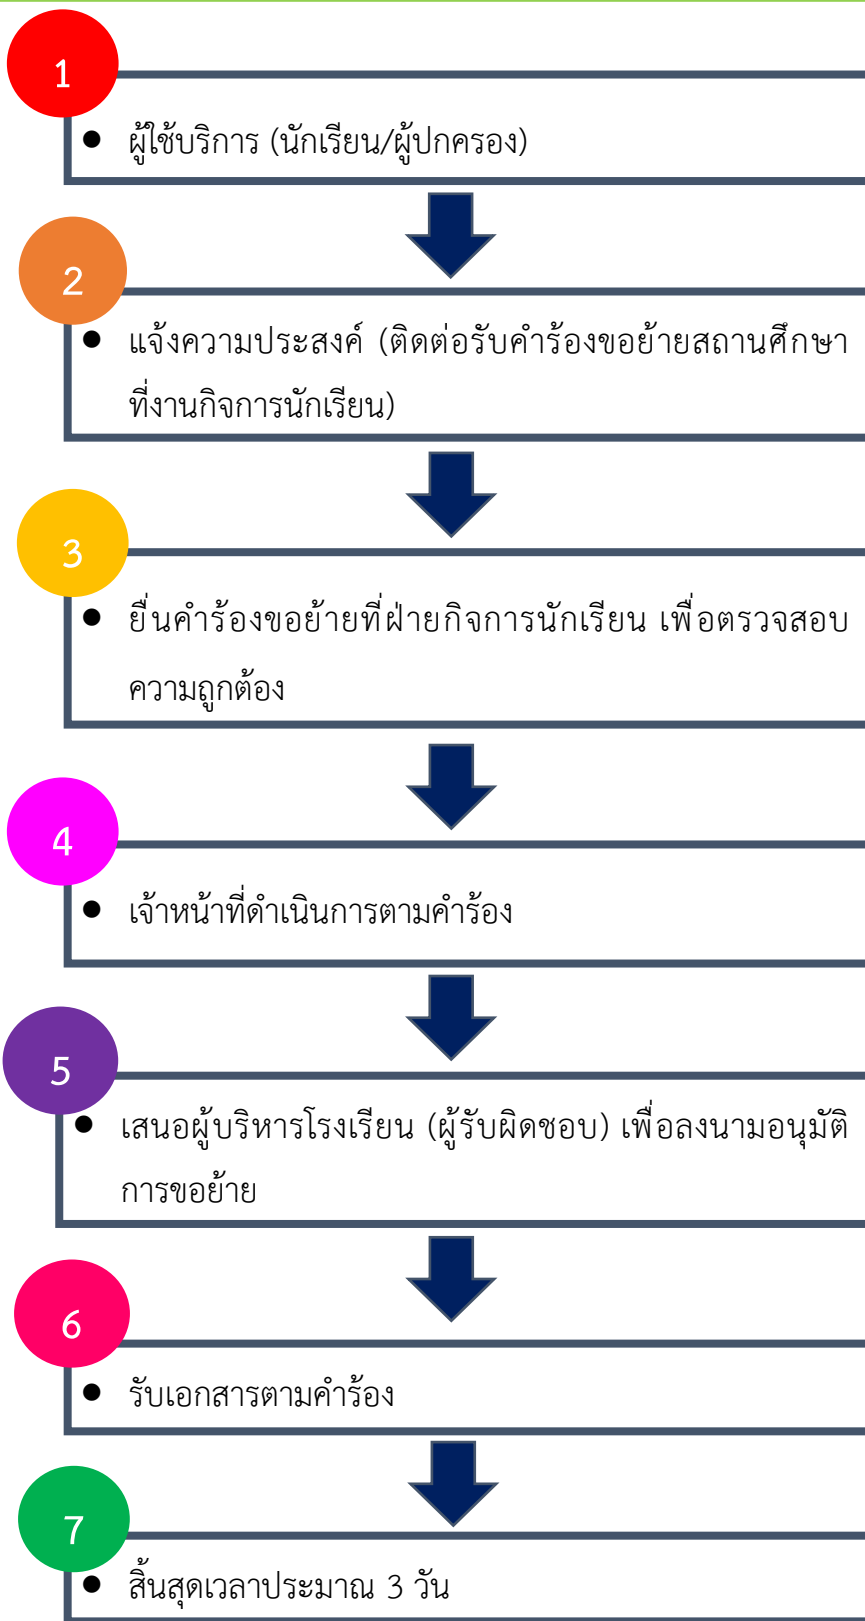 1
● ผู้ใช้บริการ (นักเรียน/ผู้ปกครอง)
2
● แจ้งความประสงค์ (ติดต่อรับคำร้องขอย้ายสถานศึกษา
ที่งานกิจการนักเรียน)
3
● ยื่นคำร้องขอย้ายที่ฝ่ายกิจการนักเรียน เพื่อตรวจสอบ
ความถูกต้อง
4
● เจ้าหน้าที่ดำเนินการตามคำร้อง
5
● เสนอผู้บริหารโรงเรียน (ผู้รับผิดชอบ) เพื่อลงนามอนุมัติ
การขอย้าย
6
● รับเอกสารตามคำร้อง
7
● สิ้นสุดเวลาประมาณ 3 วัน